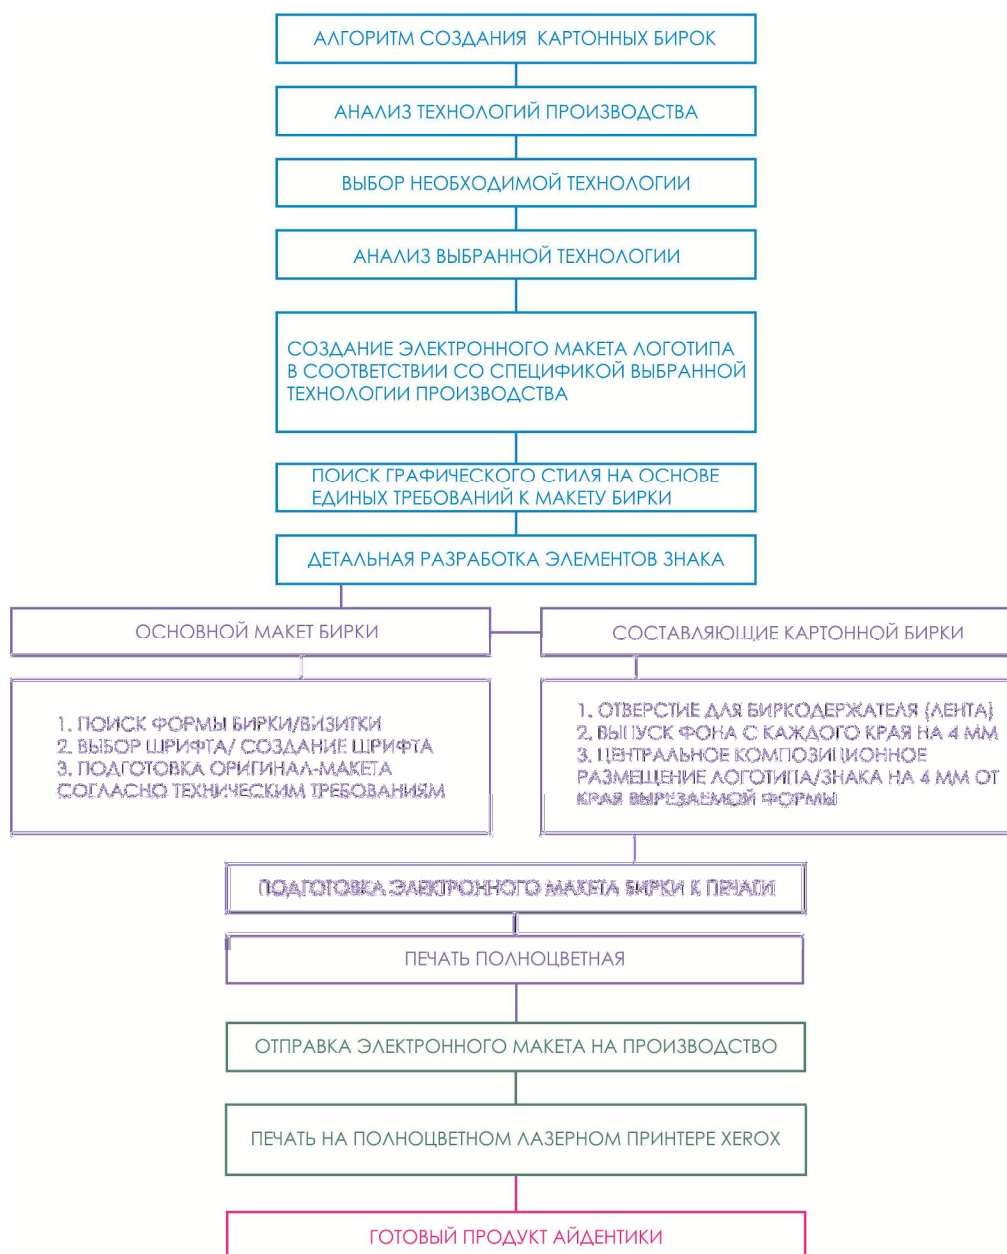 АЛГОРИТМ СОЗДАНИЯ КАРТОННЫХ БИРОК
АНАЛИЗ ТЕХНОЛОГИЙ ПРОИЗВОДСТВА
ВЫБОР НЕОБХОДИМОЙ ТЕХНОЛОГИИ
АНАЛИЗ ВЫБРАННОЙ ТЕХНОЛОГИИ
СОЗДАНИЕ ЭЛЕКТРОННОГО МАКЕТА ЛОГОТИПА
В СООТВЕТСТВИИ СО СПЕЦИФИКОЙ ВЫБРАННОЙ
ТЕХНОЛОГИИ ПРОИЗВОДСТВА
ПОИСК ГРАФИЧЕСКОГО СТИЛЯ НА ОСНОВЕ
ЕДИНЫХ ТРЕБОВАНИЙ К МАКЕТУ БИРКИ
ДЕТАЛЬНАЯ РАЗРАБОТКА ЭЛЕМЕНТОВ ЗНАКА
ОСНОВНОЙ МАКЕТ БИРКИ
СОСТАВЛЯЮЩИЕ КАРТОННОЙ БИРКИ
1. ПОИСК ФОРМЫ БИРКИ/ВИЗИТКИ
2. ВЫБОР ШРИФТА/ СОЗДАНИЕ ШРИФТА
3. ПОДГОТОВКА ОРИГИНАЛ-МАКЕТА
СОГЛАСНО ТЕХНИЧЕСКИМ ТРЕБОВАНИЯМ
1. ОТВЕРСТИЕ ДЛЯ БИРКОДЕРЖАТЕЛЯ (ЛЕНТА)
2. ВЫПУСК ФОНА С КАЖДОГО КРАЯ НА 4 ММ
3. ЦЕНТРАЛЬНОЕ КОМПОЗИЦИОННОЕ
РАЗМЕЩЕНИЕ ЛОГОТИПА/ЗНАКА НА 4 ММ ОТ
КРАЯ ВЫРЕЗАЕМОЙ ФОРМЫ
ПОДГОТОВКА ЭЛЕКТРОННОГО МАКЕТА БИРКИ К ПЕЧАТИ
ПЕЧАТЬ ПОЛНОЦВЕТНАЯ
ОТПРАВКА ЭЛЕКТРОННОГО МАКЕТА НА ПРОИЗВОДСТВО
ПЕЧАТЬ НА ПОЛНОЦВЕТНОМ ЛАЗЕРНОМ ПРИНТЕРЕ XEROX
ГОТОВЫЙ ПРОДУКТ АЙДЕНТИКИ